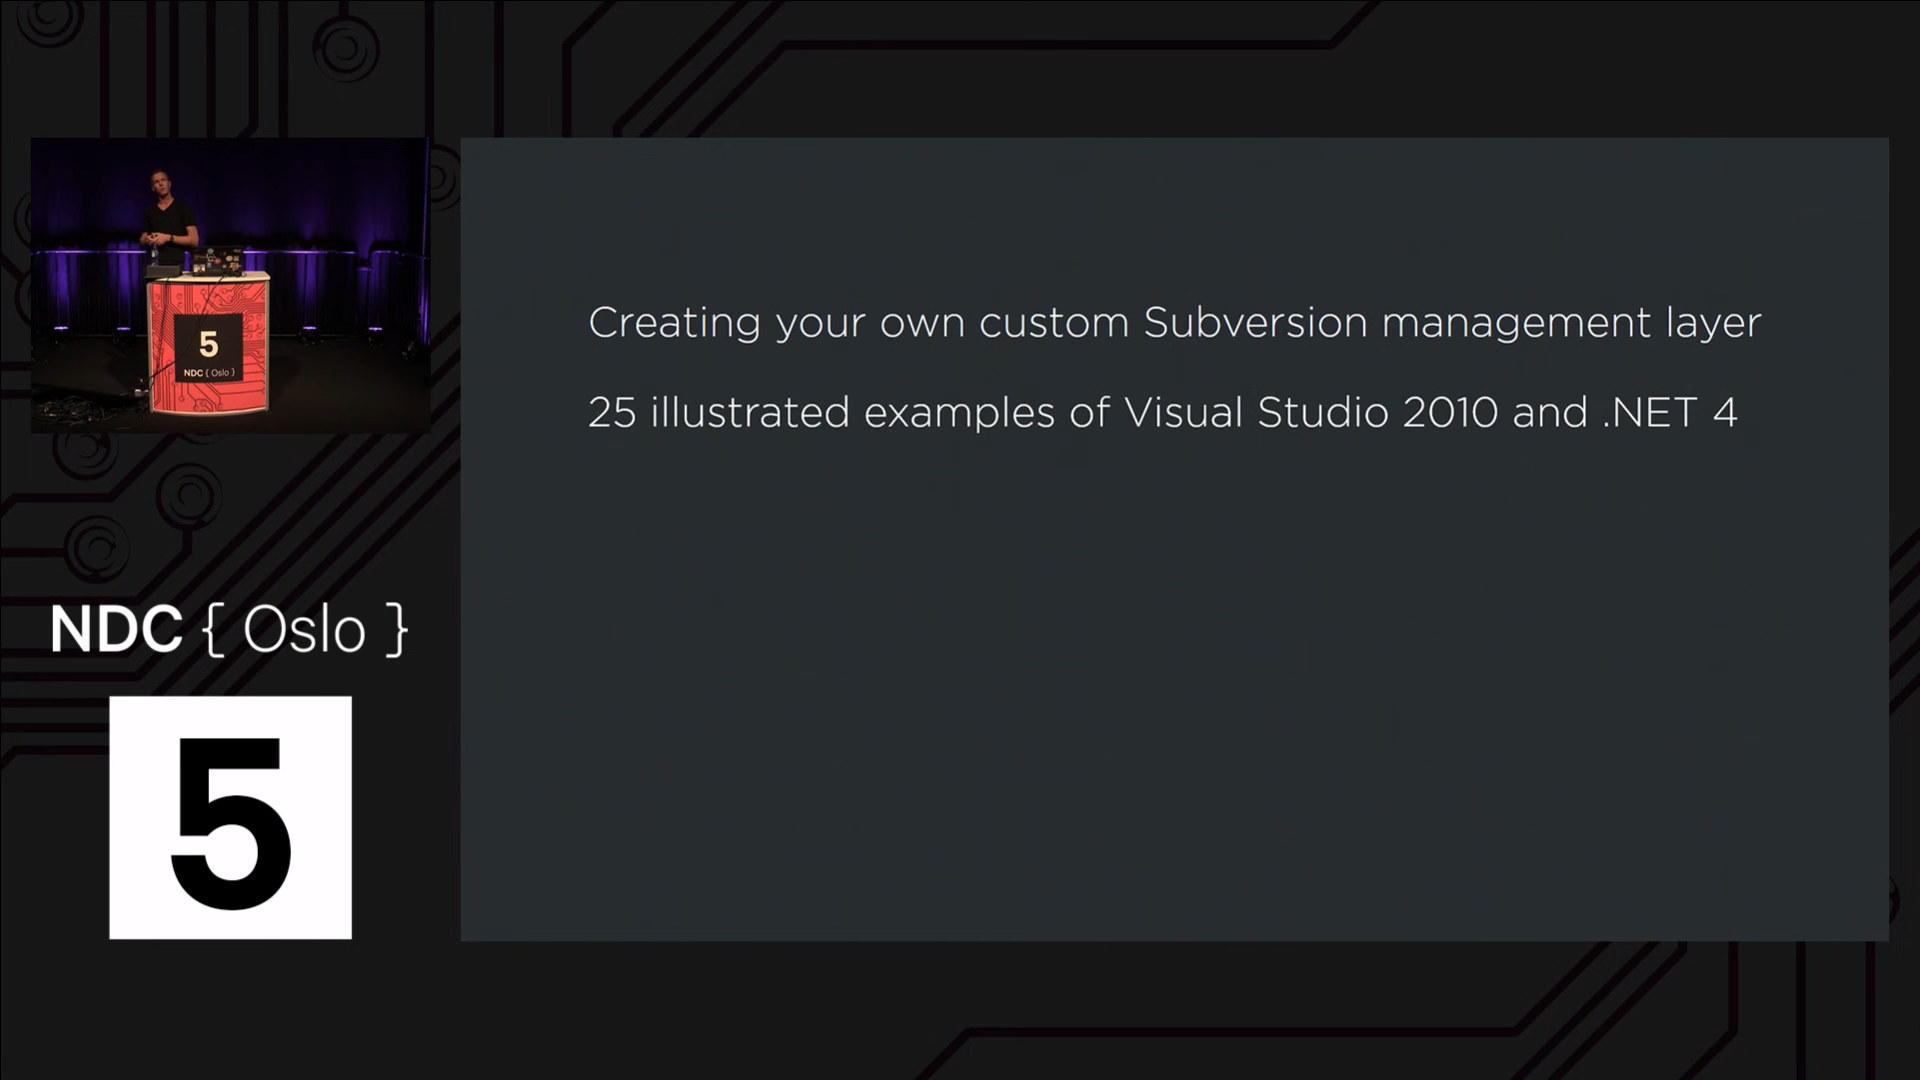 5
NDC { Oslo }
Creating your own custom Subversion management layer
25 illustrated examples of Visual Studio 2010 and .NET 4
NDC { Oslo }
5